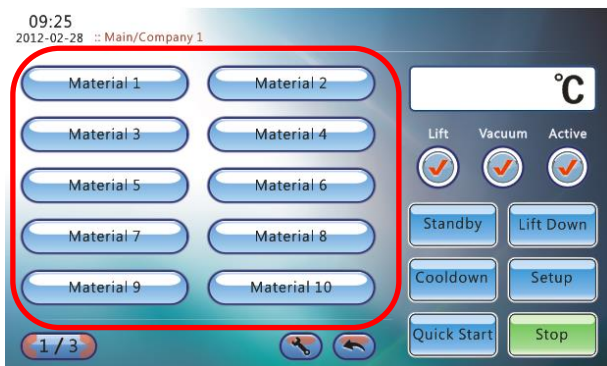 09:25
2012-02-28 :: Main/Company 1
Material 1 Material 2
Material 3 Material 4
Material 5 Material 6
Material 7 Material 8
Material 9 Material 10
1/3
℃
Lift Vacuum Active
Standby Lift Down
Cooldown Setup
Quick Start Stop